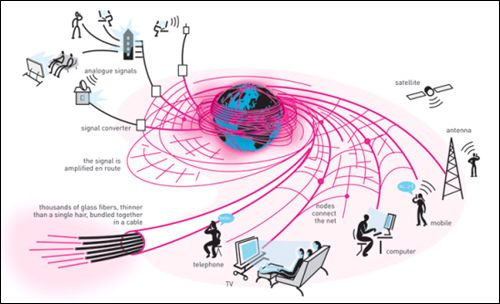 analogue signals
satellite
signal converter
antenna
the signal is
amplified en route
thousands of glass fibers, thinner
than a single hair, bundled together
in a cable
nodes
connect
the net
mobile
telephone
computer
TV